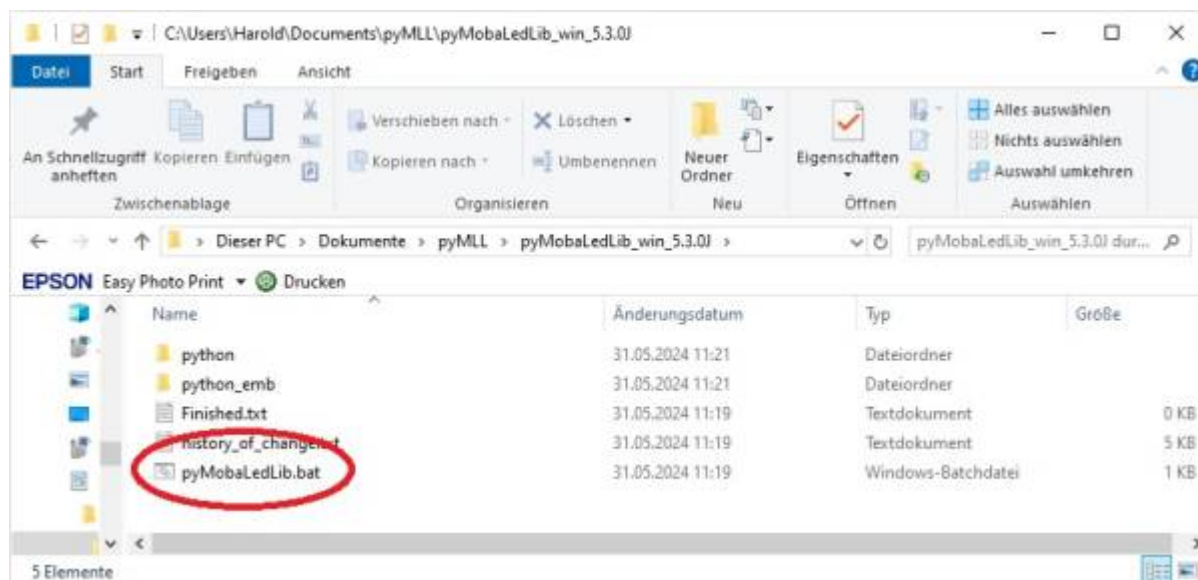 C:\Users\Harold\Documents\pyMLL\pyMobaLedLib_win_5.3.0J
Datei Start Freigeben Ansicht
An Schnellzugriff anheften
Kopieren Einfügen
Zwischenablage
Verschieben nach
Kopieren nach
Löschen
Umbenennen
Organisieren
Neuer Ordner
Neu
Eigenschaften
Öffnen
Alles auswählen
Nichts auswählen
Auswahl umkehren
Auswählen
Dieser PC > Dokumente > pyMLL > pyMobaLedLib_win_5.3.0J >
pyMobaLedLib_win_5.3.0J dur...
EPSON Easy Photo Print Drucken
Name Änderungsdatum Typ Größe
python 31.05.2024 11:21 Dateiordner
python_emb 31.05.2024 11:21 Dateiordner
Finished.txt 31.05.2024 11:19 Textdokument 0 KB
31.05.2024 11:19 Textdokument 5 KB
pyMobaLedLib.bat 31.05.2024 11:19 Windows-Batchdatei 1 KB
5 Elemente